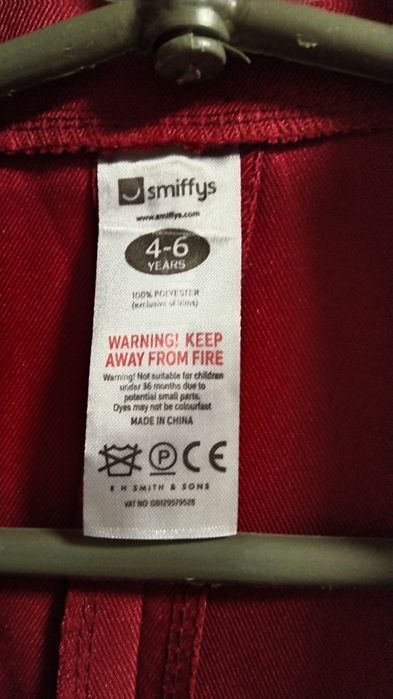 smiffys
www.smiffys.com
4-6
YEARS
100% POLYESTER
(exclusive of trims)
WARNING! KEEP
AWAY FROM FIRE
Warning! Not suitable for children
under 36 months due to
potential small parts.
Dyes may not be colourfast
MADE IN CHINA
P CE
R H SMITH & SONS
VAT NO GB129579528